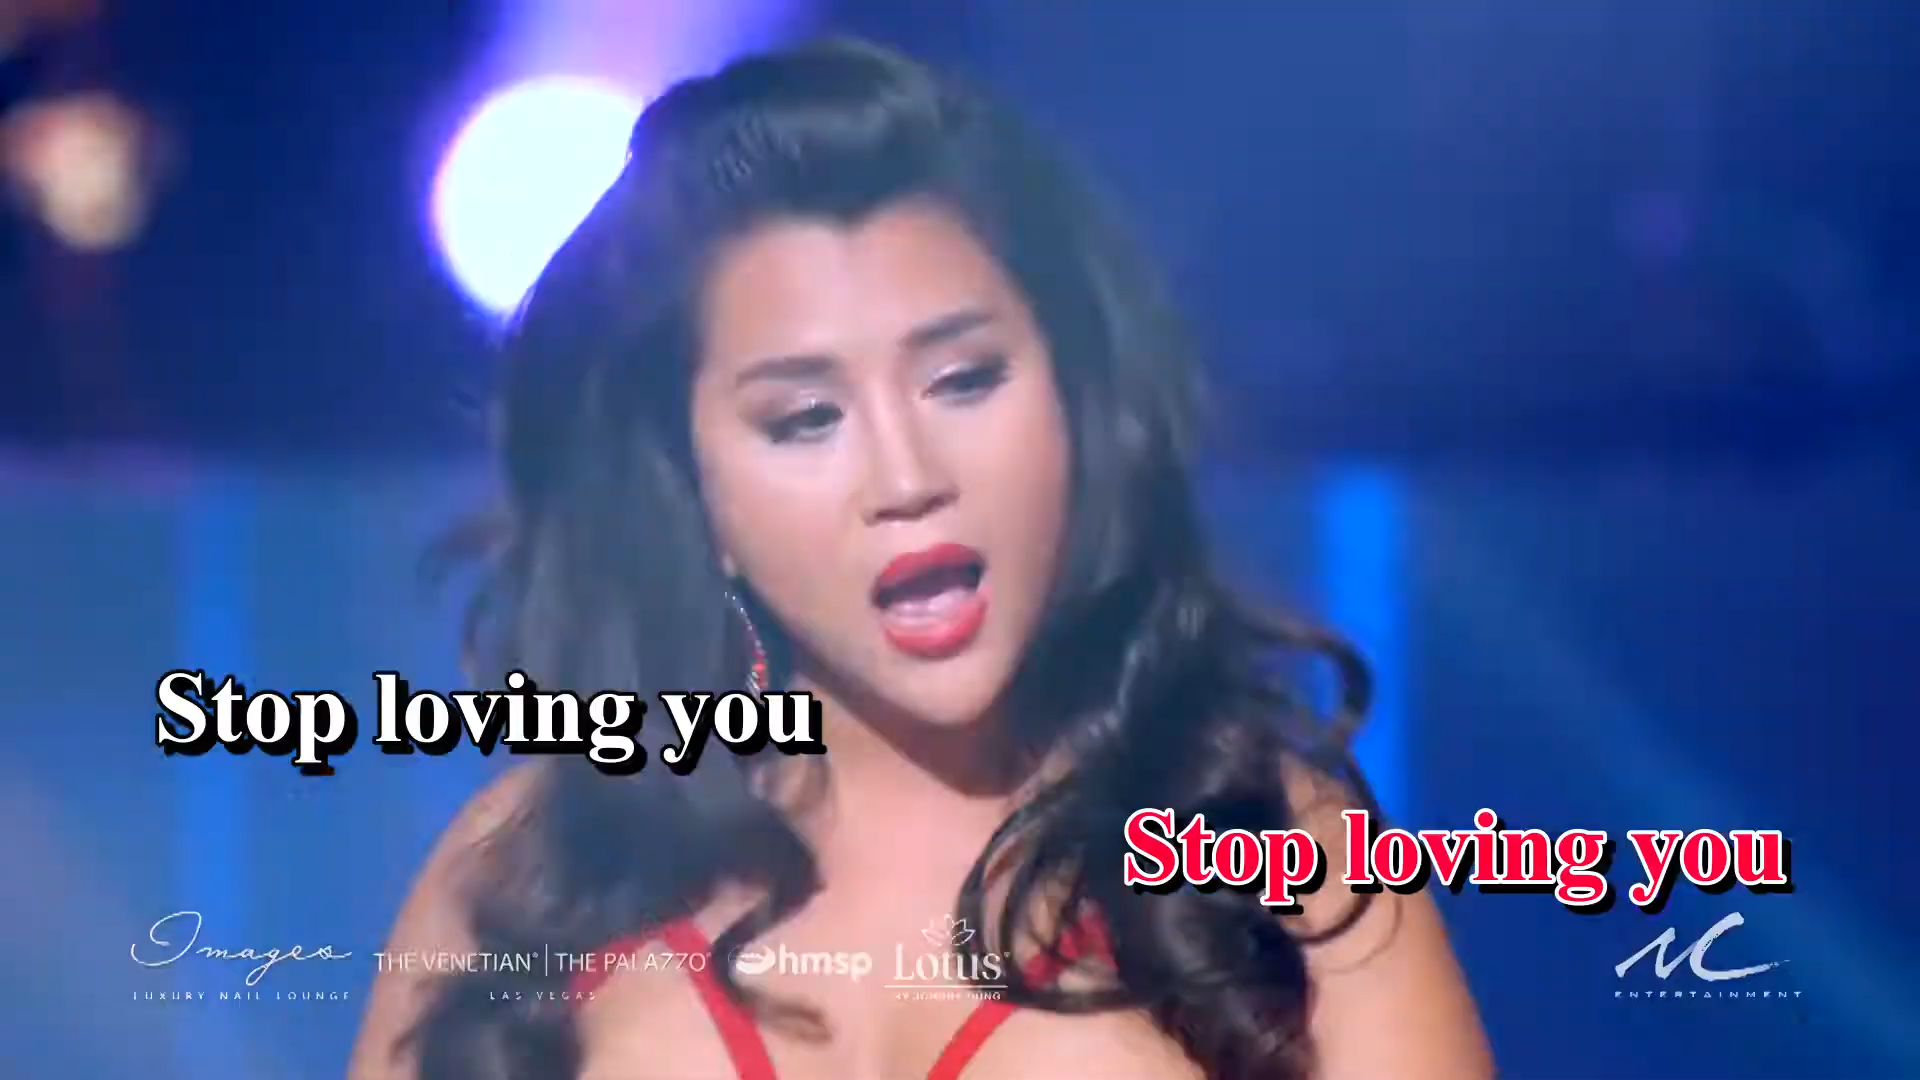 Stop loving you
Stop loving you
Images
LUXURY NAIL LOUNGE
THE VENETIAN® | THE PALAZZO®
LAS VEGAS
hmsp
Lotus
MC
ENTERTAINMENT